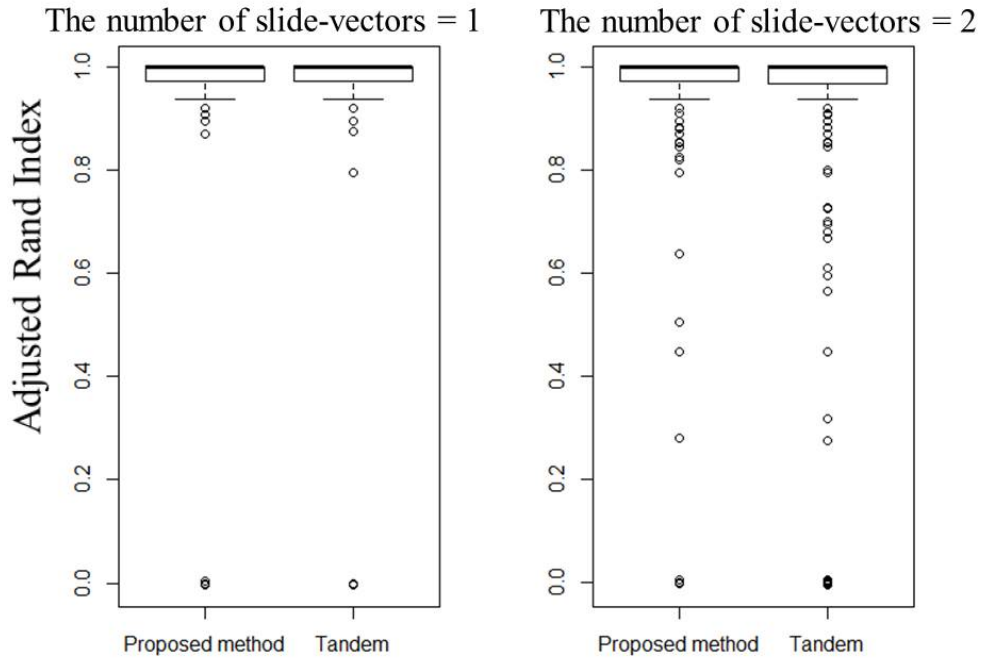 The number of slide-vectors = 1
The number of slide-vectors = 2
Adjusted Rand Index
1.0
0.8
0.6
0.4
0.2
0.0
Proposed method
Tandem
1.0
0.8
0.6
0.4
0.2
0.0
Proposed method
Tandem